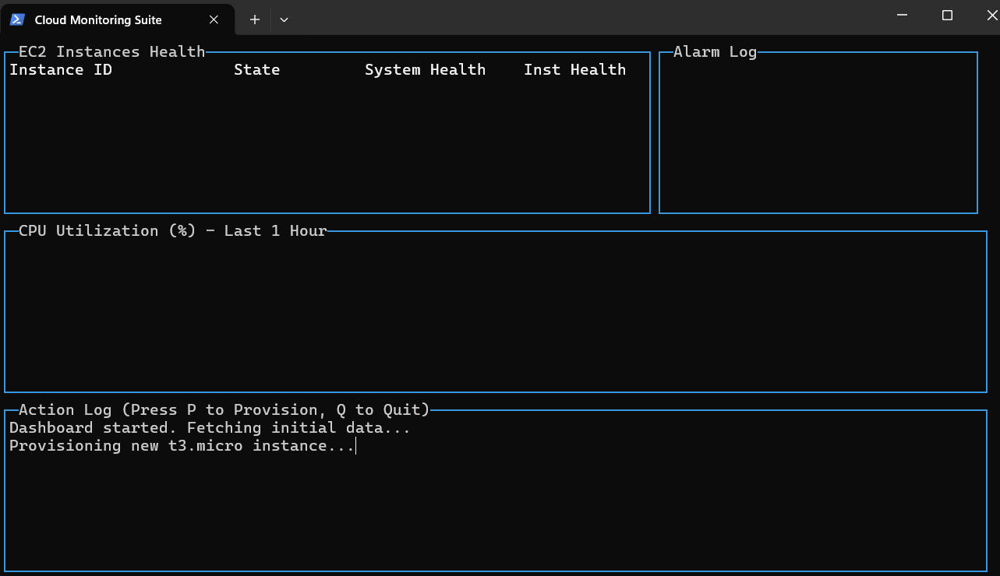 Cloud Monitoring Suite
EC2 Instances Health
Instance ID State System Health Inst Health
Alarm Log
CPU Utilization (%) - Last 1 Hour
Action Log (Press P to Provision, Q to Quit)
Dashboard started. Fetching initial data...
Provisioning new t3.micro instance...